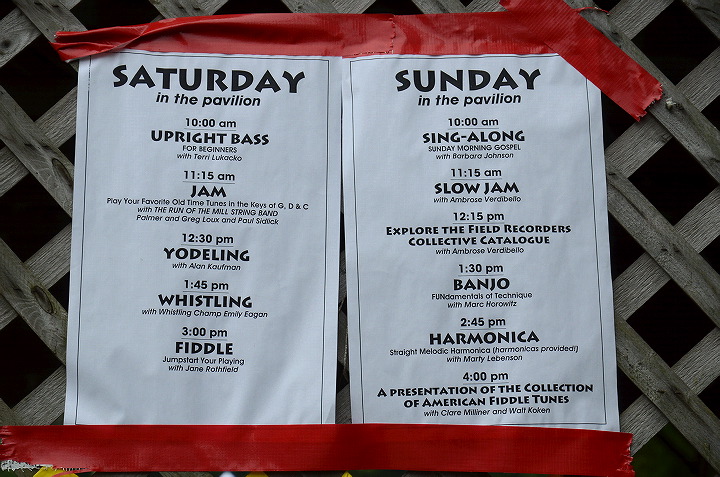 SATURDAY
in the pavilion
10:00 am
UPRIGHT BASS
FOR BEGINNERS
with Terri Lukacko
11:15 am
JAM
Play Your Favorite Old Time Tunes in the Keys of G, D & C
with THE RUN OF THE MILL STRING BAND
Palmer and Greg Loux and Paul Sidlick
12:30 pm
YODELING
with Alan Kaufman
1:45 pm
WHISTLING
with Whistling Champ Emily Eagan
3:00 pm
FIDDLE
Jumpstart Your Playing
with Jane Rothfield
SUNDAY
in the pavilion
10:00 am
SING-ALONG
SUNDAY MORNING GOSPEL
with Barbara Johnson
11:15 am
SLOW JAM
with Ambrose Verdibello
12:15 pm
EXPLORE THE FIELD RECORDERS
COLLECTIVE CATALOGUE
with Ambrose Verdibello
1:30 pm
BANJO
FUNdamentals of Technique
with Marc Horowitz
2:45 pm
HARMONICA
Straight Melodic Harmonica (harmonicas provided!)
with Marty Lebenson
4:00 pm
A PRESENTATION OF THE COLLECTION
OF AMERICAN FIDDLE TUNES
with Clare Milliner and Walt Koken